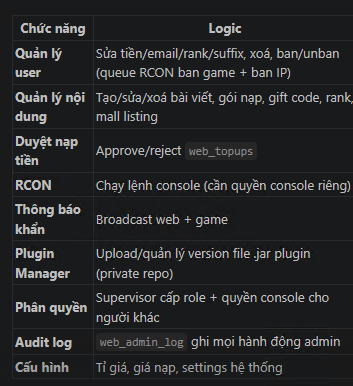 Chức năng Logic
Quản lý Sửa tiền/email/rank/suffix, xoá, ban/unban
user (queue RCON ban game + ban IP)
Quản lý nội Tạo/sửa/xoá bài viết, gói nạp, gift code, rank,
dung mall listing
Duyệt nạp
tiền
Approve/reject web_topups
RCON Chạy lệnh console (cần quyền console riêng)
Thông báo
khẩn
Broadcast web + game
Plugin Upload/quản lý version file .jar plugin
Manager (private repo)
Phân quyền Supervisor cấp role + quyền console cho
người khác
Audit log web_admin_log ghi mọi hành động admin
Cấu hình Tỉ giá, giá nạp, settings hệ thống